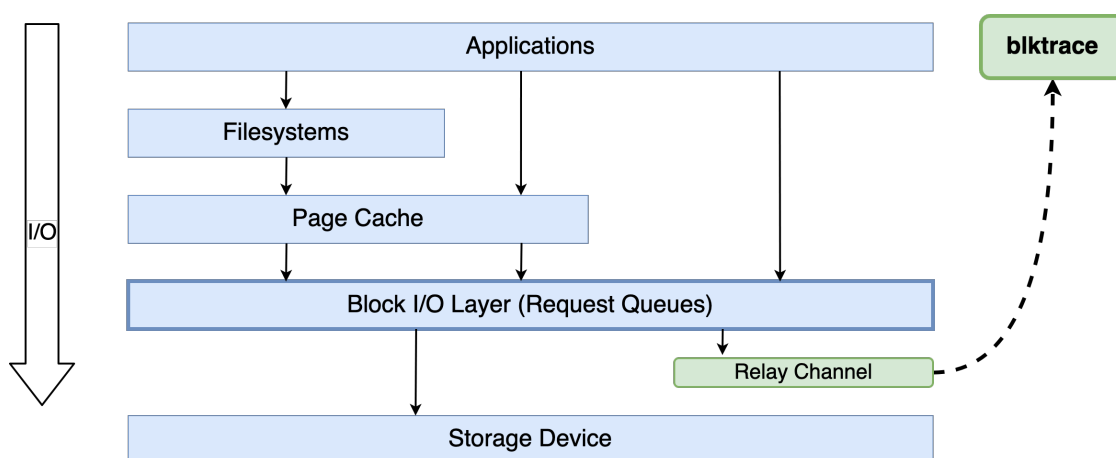 Applications
blktrace
Filesystems
Page Cache
I/O
Block I/O Layer (Request Queues)
Relay Channel
Storage Device